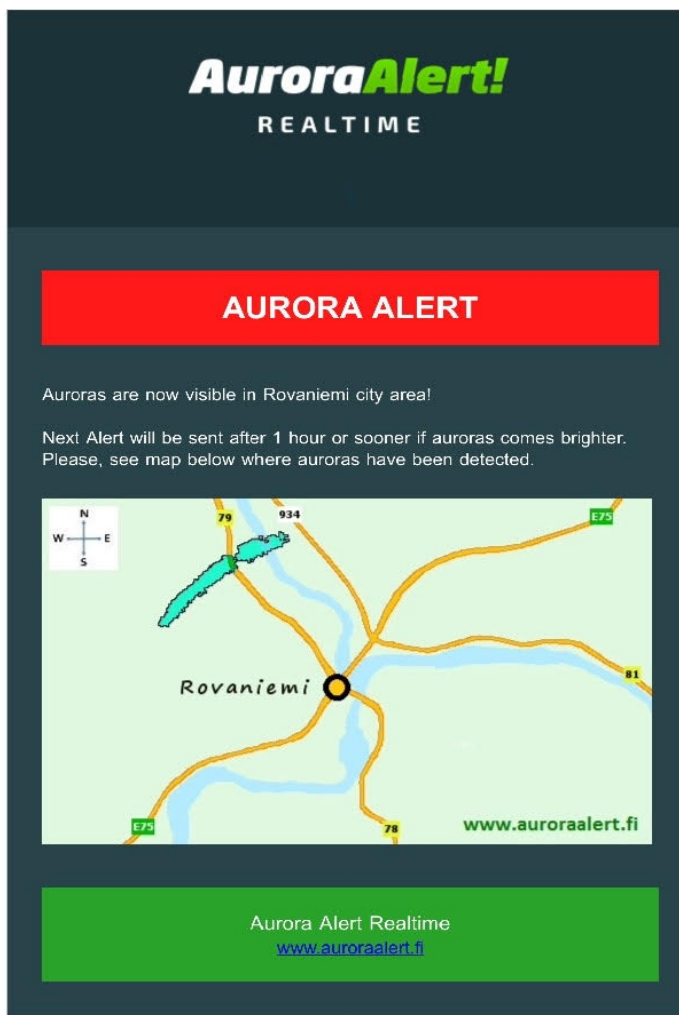 AuroraAlert!
REALTIME
AURORA ALERT
Auroras are now visible in Rovaniemi city area!
Next Alert will be sent after 1 hour or sooner if auroras comes brighter.
Please, see map below where auroras have been detected.
N
W E
S
79
934
E75
Rovaniemi
81
E75
78
www.auroraalert.fi
Aurora Alert Realtime
www.auroraalert.fi